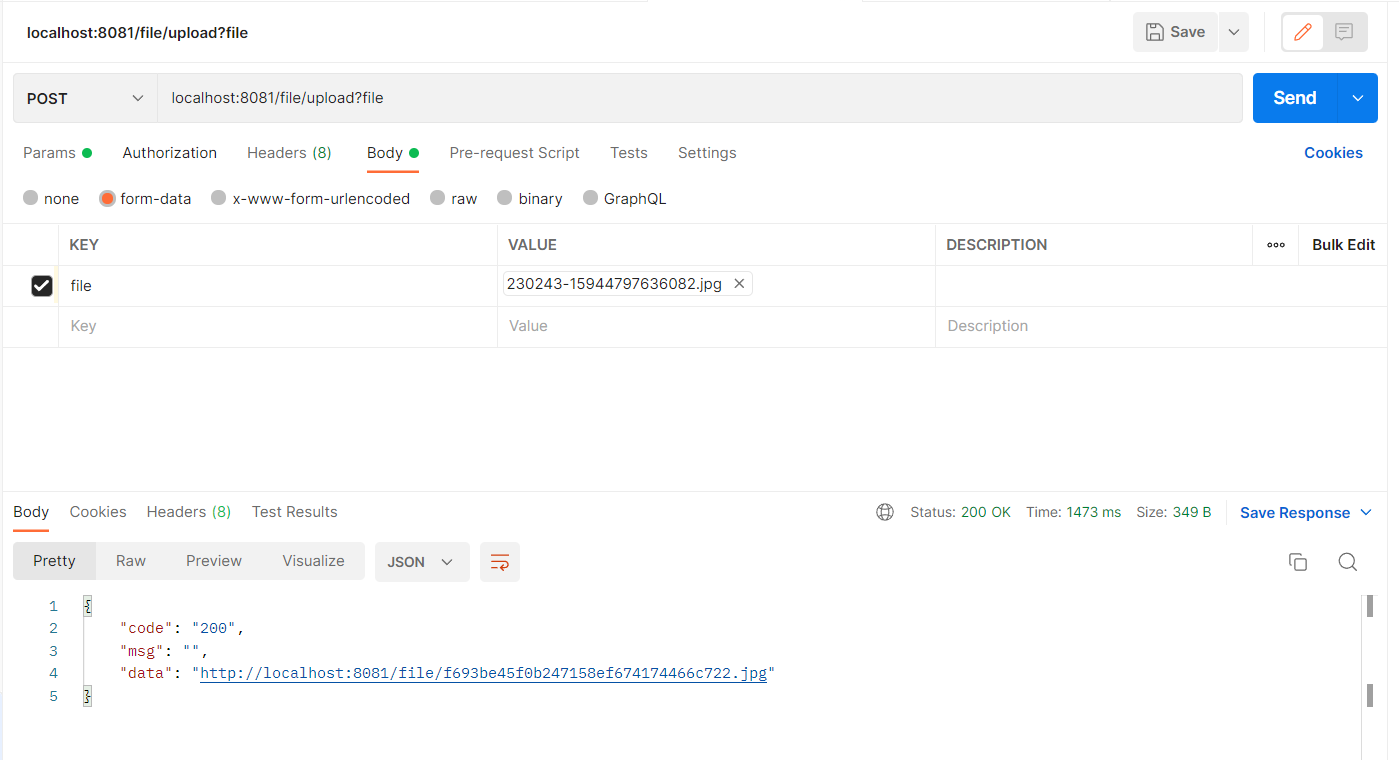 localhost:8081/file/upload?file Save
POST localhost:8081/file/upload?file Send
Params Authorization Headers (8) Body Pre-request Script Tests Settings Cookies
none form-data x-www-form-urlencoded raw binary GraphQL
KEY VALUE DESCRIPTION Bulk Edit
file 230243-15944797636082.jpg
Key Value Description
Body Cookies Headers (8) Test Results Status: 200 OK Time: 1473 ms Size: 349 B Save Response
Pretty Raw Preview Visualize JSON
1 {
2 "code": "200",
3 "msg": "",
4 "data": "http://localhost:8081/file/f693be45f0b247158ef674174466c722.jpg"
5 }